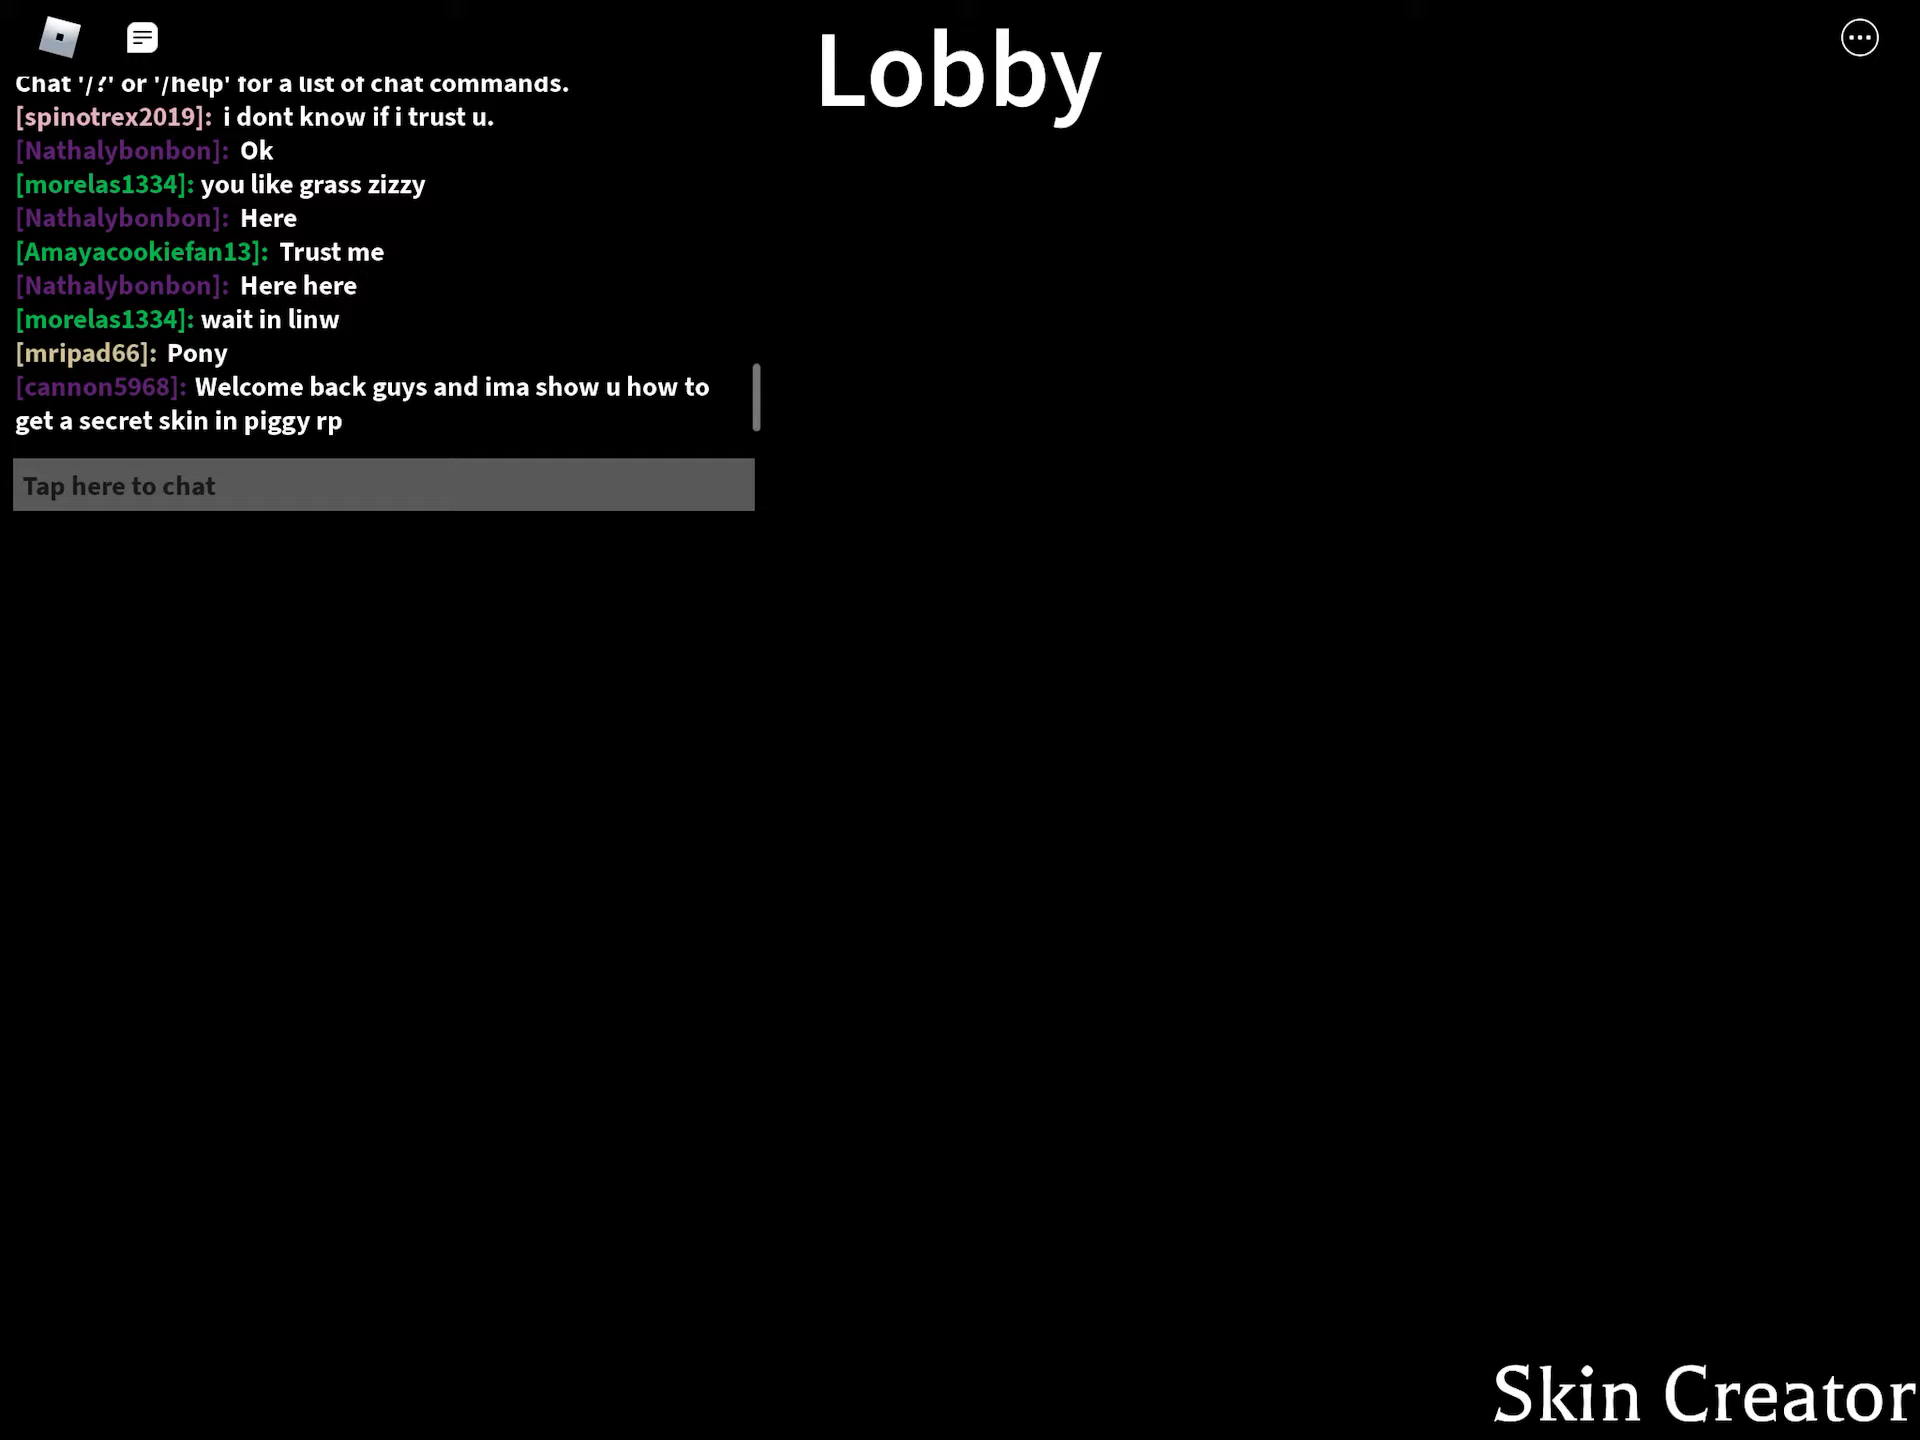 Lobby
Chat '/?' or '/help' for a list of chat commands.
[spinotrex2019]: i dont know if i trust u.
[Nathalybonbon]: Ok
[morelas1334]: you like grass zizzy
[Nathalybonbon]: Here
[Amayacookiefan13]: Trust me
[Nathalybonbon]: Here here
[morelas1334]: wait in linw
[mripad66]: Pony
[cannon5968]: Welcome back guys and ima show u how to
get a secret skin in piggy rp
Tap here to chat
Skin Creator